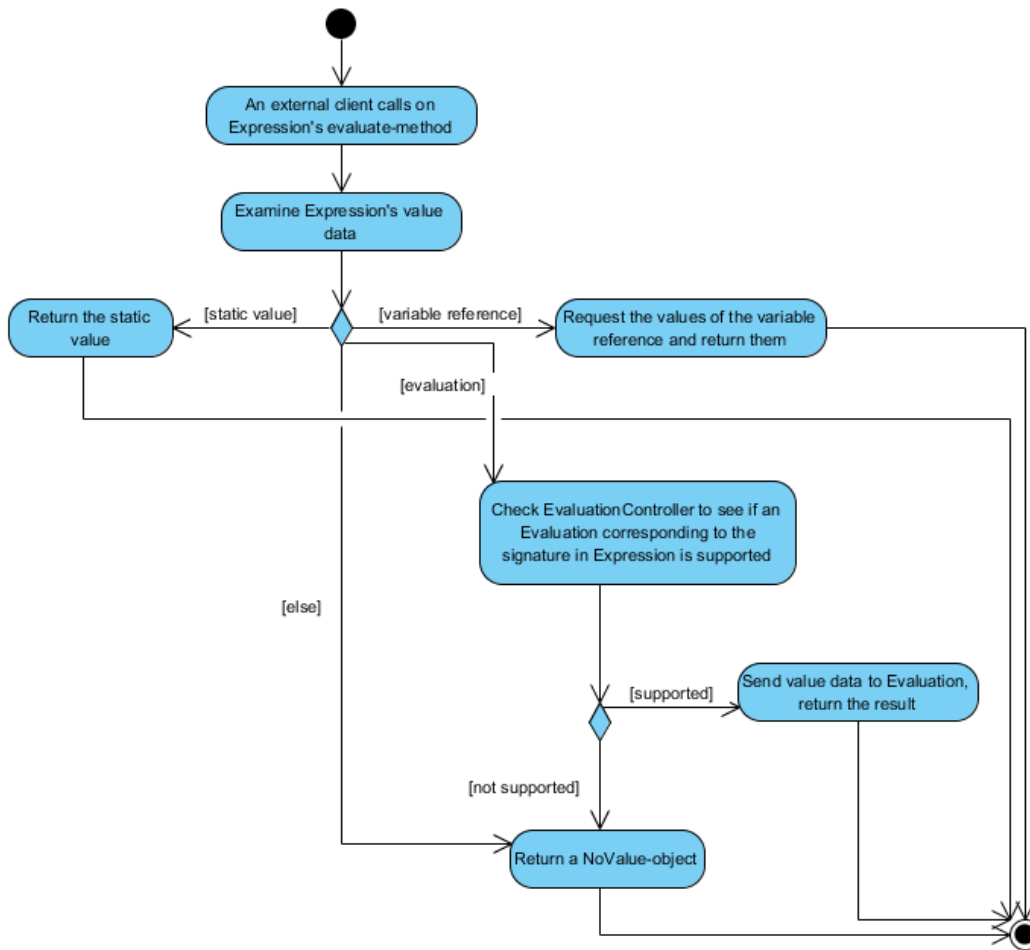 An external client calls on
Expression's evaluate-method
Examine Expression's value
data
[static value]
[variable reference]
Return the static
value
Request the values of the variable
reference and return them
[evaluation]
Check EvaluationController to see if an
Evaluation corresponding to the
signature in Expression is supported
[else]
[supported]
Send value data to Evaluation,
return the result
[not supported]
Return a NoValue-object